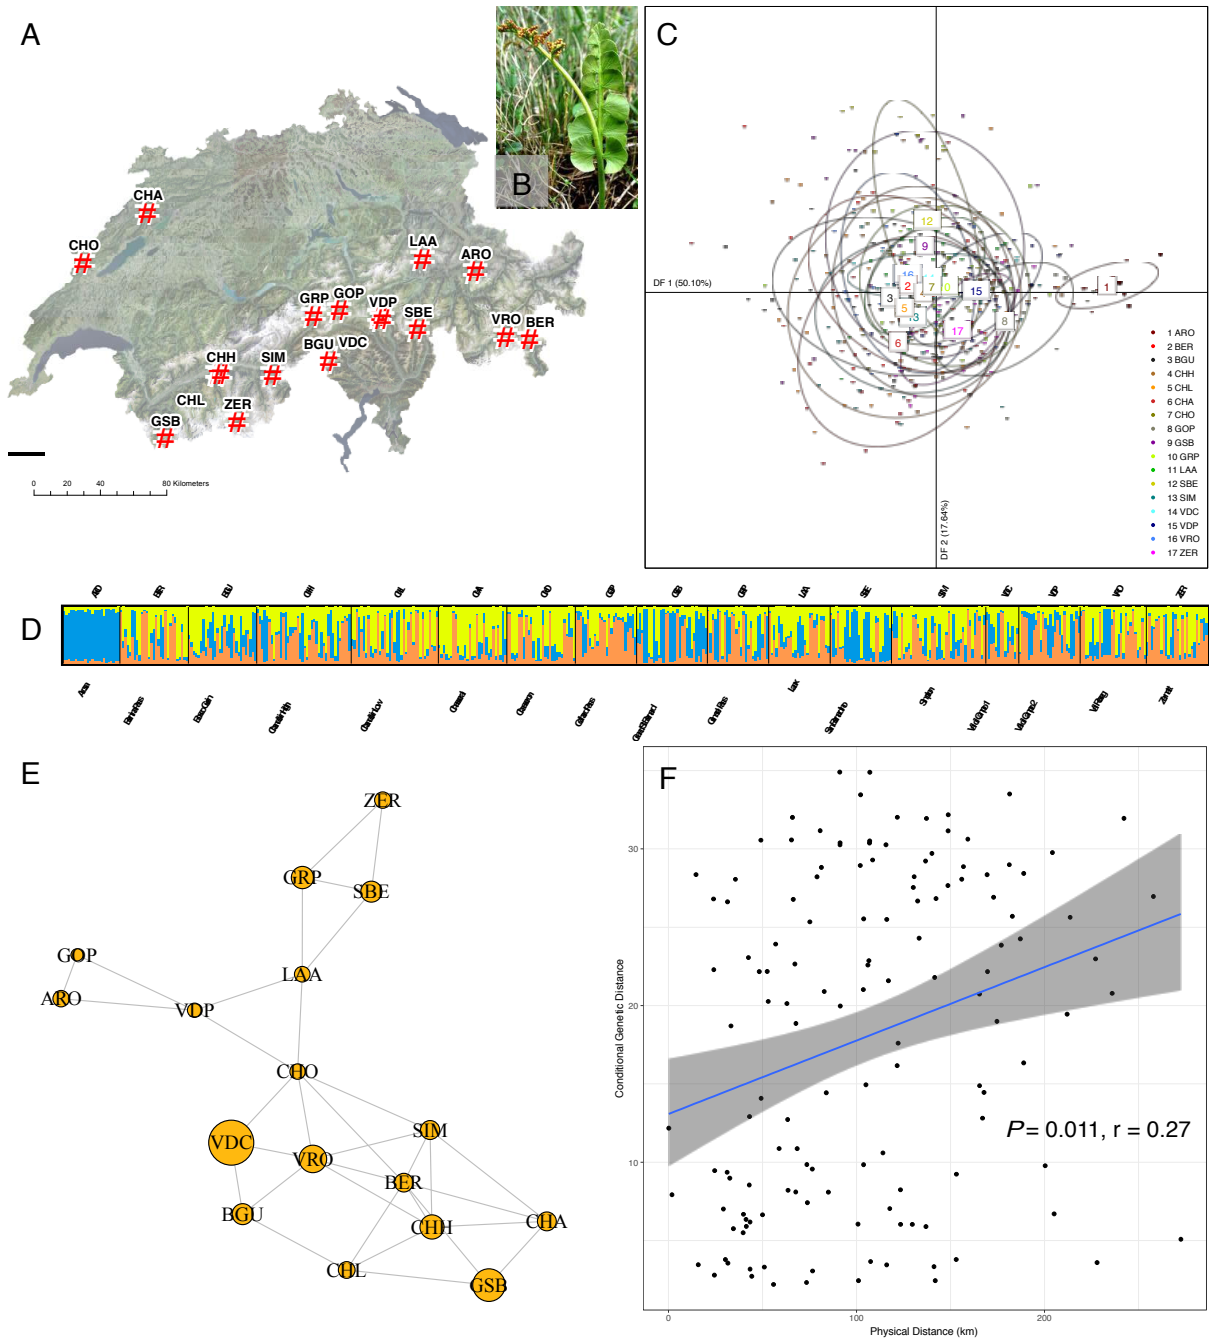 A
B
CHA
#
CHO
#
LAA
#
ARO
#
GRP
#
GOP
#
VDP
#
SBE
#
VRO
#
BER
#
BGU
#
VDC
CHH
#
SIM
#
CHL
ZER
#
GSB
#
0 20 40 80 Kilometers
C
DF 1 (50.10%)
DF 2 (17.64%)
12
9
16
2
7
3
5
13
15
8
17
6
1
1 ARO
2 BER
3 BGU
4 CHH
5 CHL
6 CHA
7 CHO
8 GOP
9 GSB
10 GRP
11 LAA
12 SBE
13 SIM
14 VDC
15 VDP
16 VRO
17 ZER
D
E
ZER
GRP
SBE
GOP
LAA
ARO
VDP
CHO
VDC
SIM
VRO
BER
BGU
CHH
CHA
CHL
GSB
F
Conditional Genetic Distance
30
20
10
P = 0.011, r = 0.27
0 100 200
Physical Distance (km)